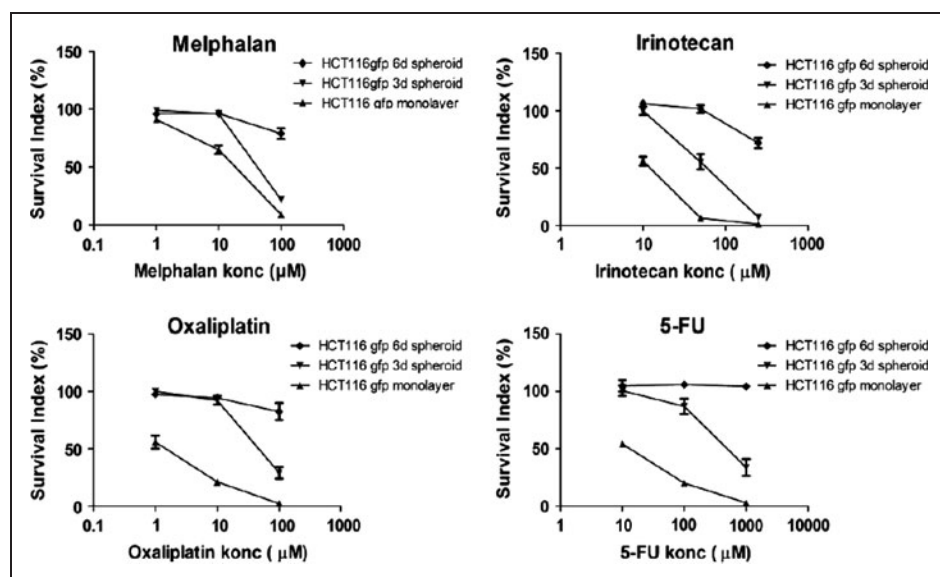 Melphalan
150
100
50
0
0.1 1 10 100 1000
Survival Index (%)
Melphalan konc (µM)
HCT116gfp 6d spheroid
HCT116gfp 3d spheroid
HCT116 gfp monolayer
Irinotecan
150
100
50
0
1 10 100 1000
Survival Index (%)
Irinotecan konc ( µM)
HCT116 gfp 6d spheroid
HCT116 gfp 3d spheroid
HCT116 gfp monolayer
Oxaliplatin
150
100
50
0
0.1 1 10 100 1000
Survival Index (%)
Oxaliplatin konc ( µM)
HCT116 gfp 6d spheroid
HCT116 gfp 3d spheroid
HCT116 gfp monolayer
5-FU
150
100
50
0
1 10 100 1000 10000
Survival Index (%)
5-FU konc ( µM)
HCT116 gfp 6d spheroid
HCT116 gfp 3d spheroid
HCT116 gfp monolayer